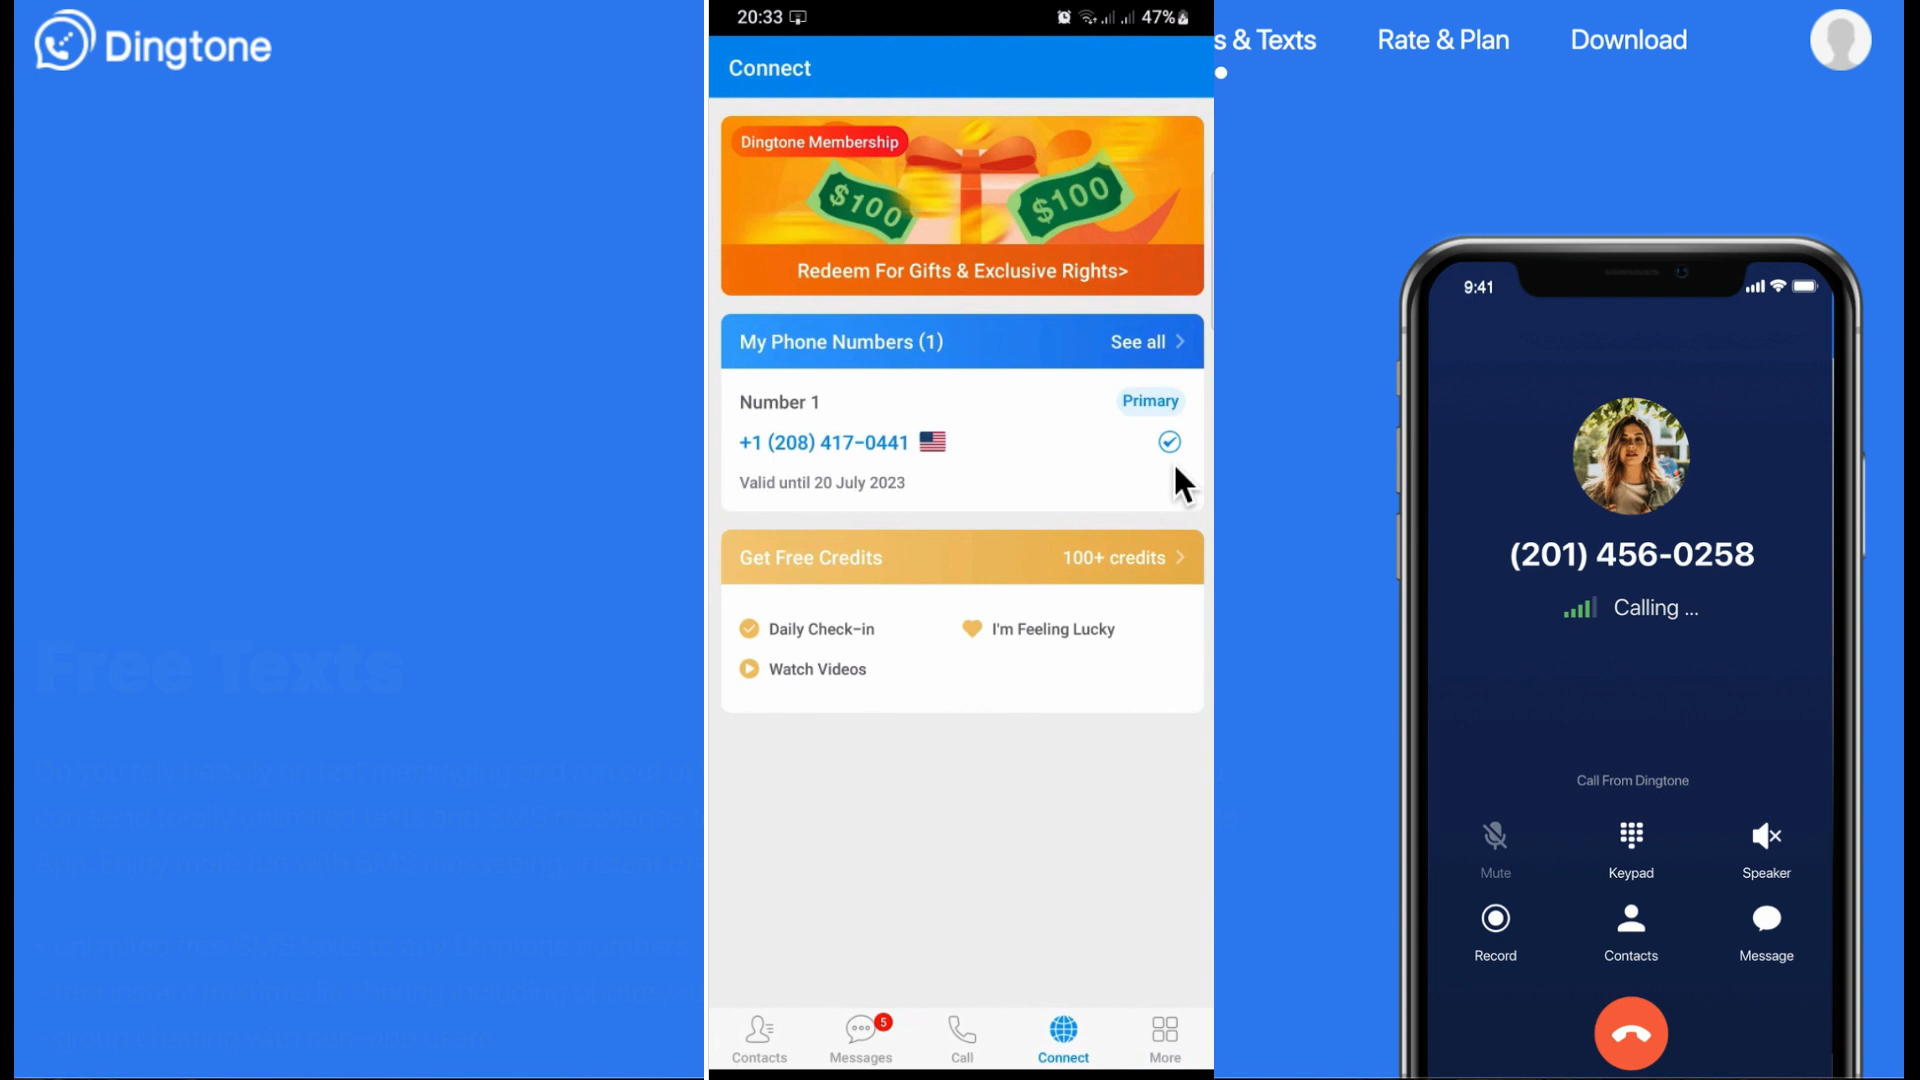 Dingtone
s & Texts
Rate & Plan
Download
20:33
47%
Connect
Dingtone Membership
$100
$100
Redeem For Gifts & Exclusive Rights>
My Phone Numbers (1)
See all
Number 1
Primary
+1 (208) 417-0441
Valid until 20 July 2023
Get Free Credits
100+ credits
Daily Check-in
I'm Feeling Lucky
Watch Videos
5
Contacts
Messages
Call
Connect
More
9:41
(201) 456-0258
Calling ...
Call From Dingtone
Mute
Keypad
Speaker
Record
Contacts
Message
Free Texts